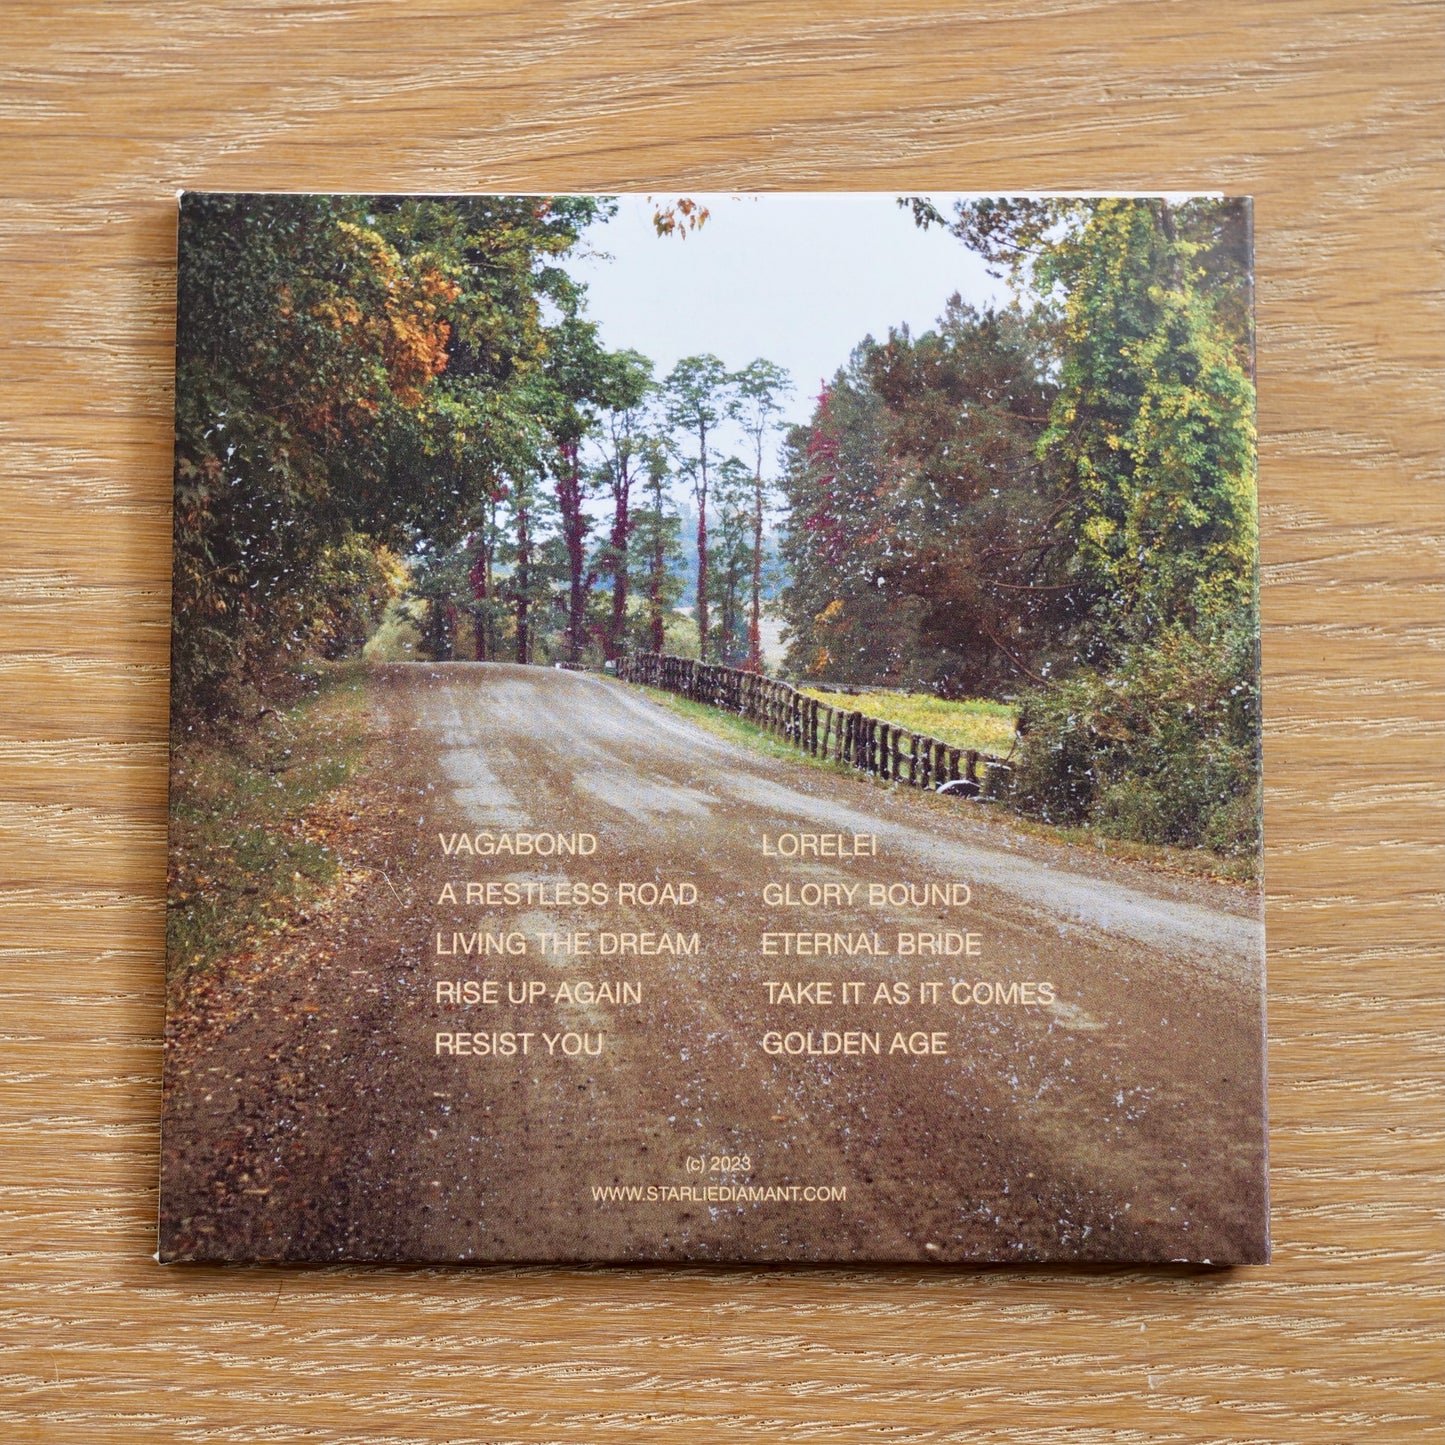 VAGABOND
A RESTLESS ROAD
LIVING THE DREAM
RISE UP AGAIN
RESIST YOU
LORELEI
GLORY BOUND
ETERNAL BRIDE
TAKE IT AS IT COMES
GOLDEN AGE
(c) 2023
WWW.STARLIEDIAMANT.COM